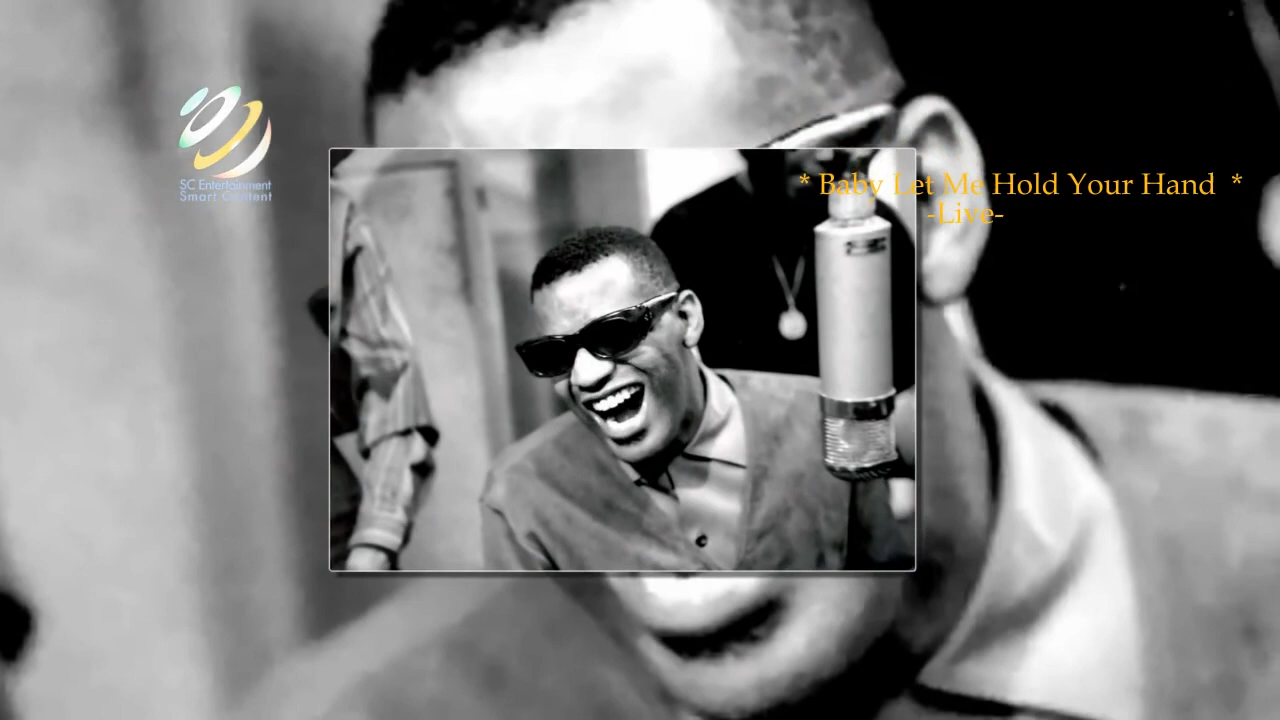 SC Entertainment
Smart Content
* Baby Let Me Hold Your Hand *
-Live-